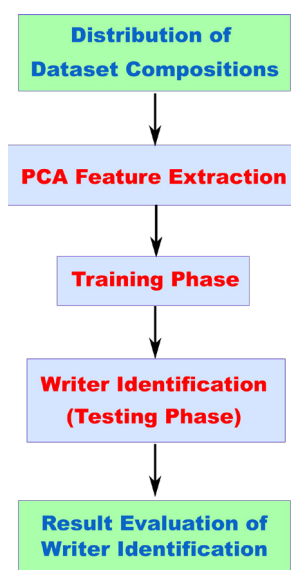 Distribution of
Dataset Compositions
PCA Feature Extraction
Training Phase
Writer Identification
(Testing Phase)
Result Evaluation of
Writer Identification